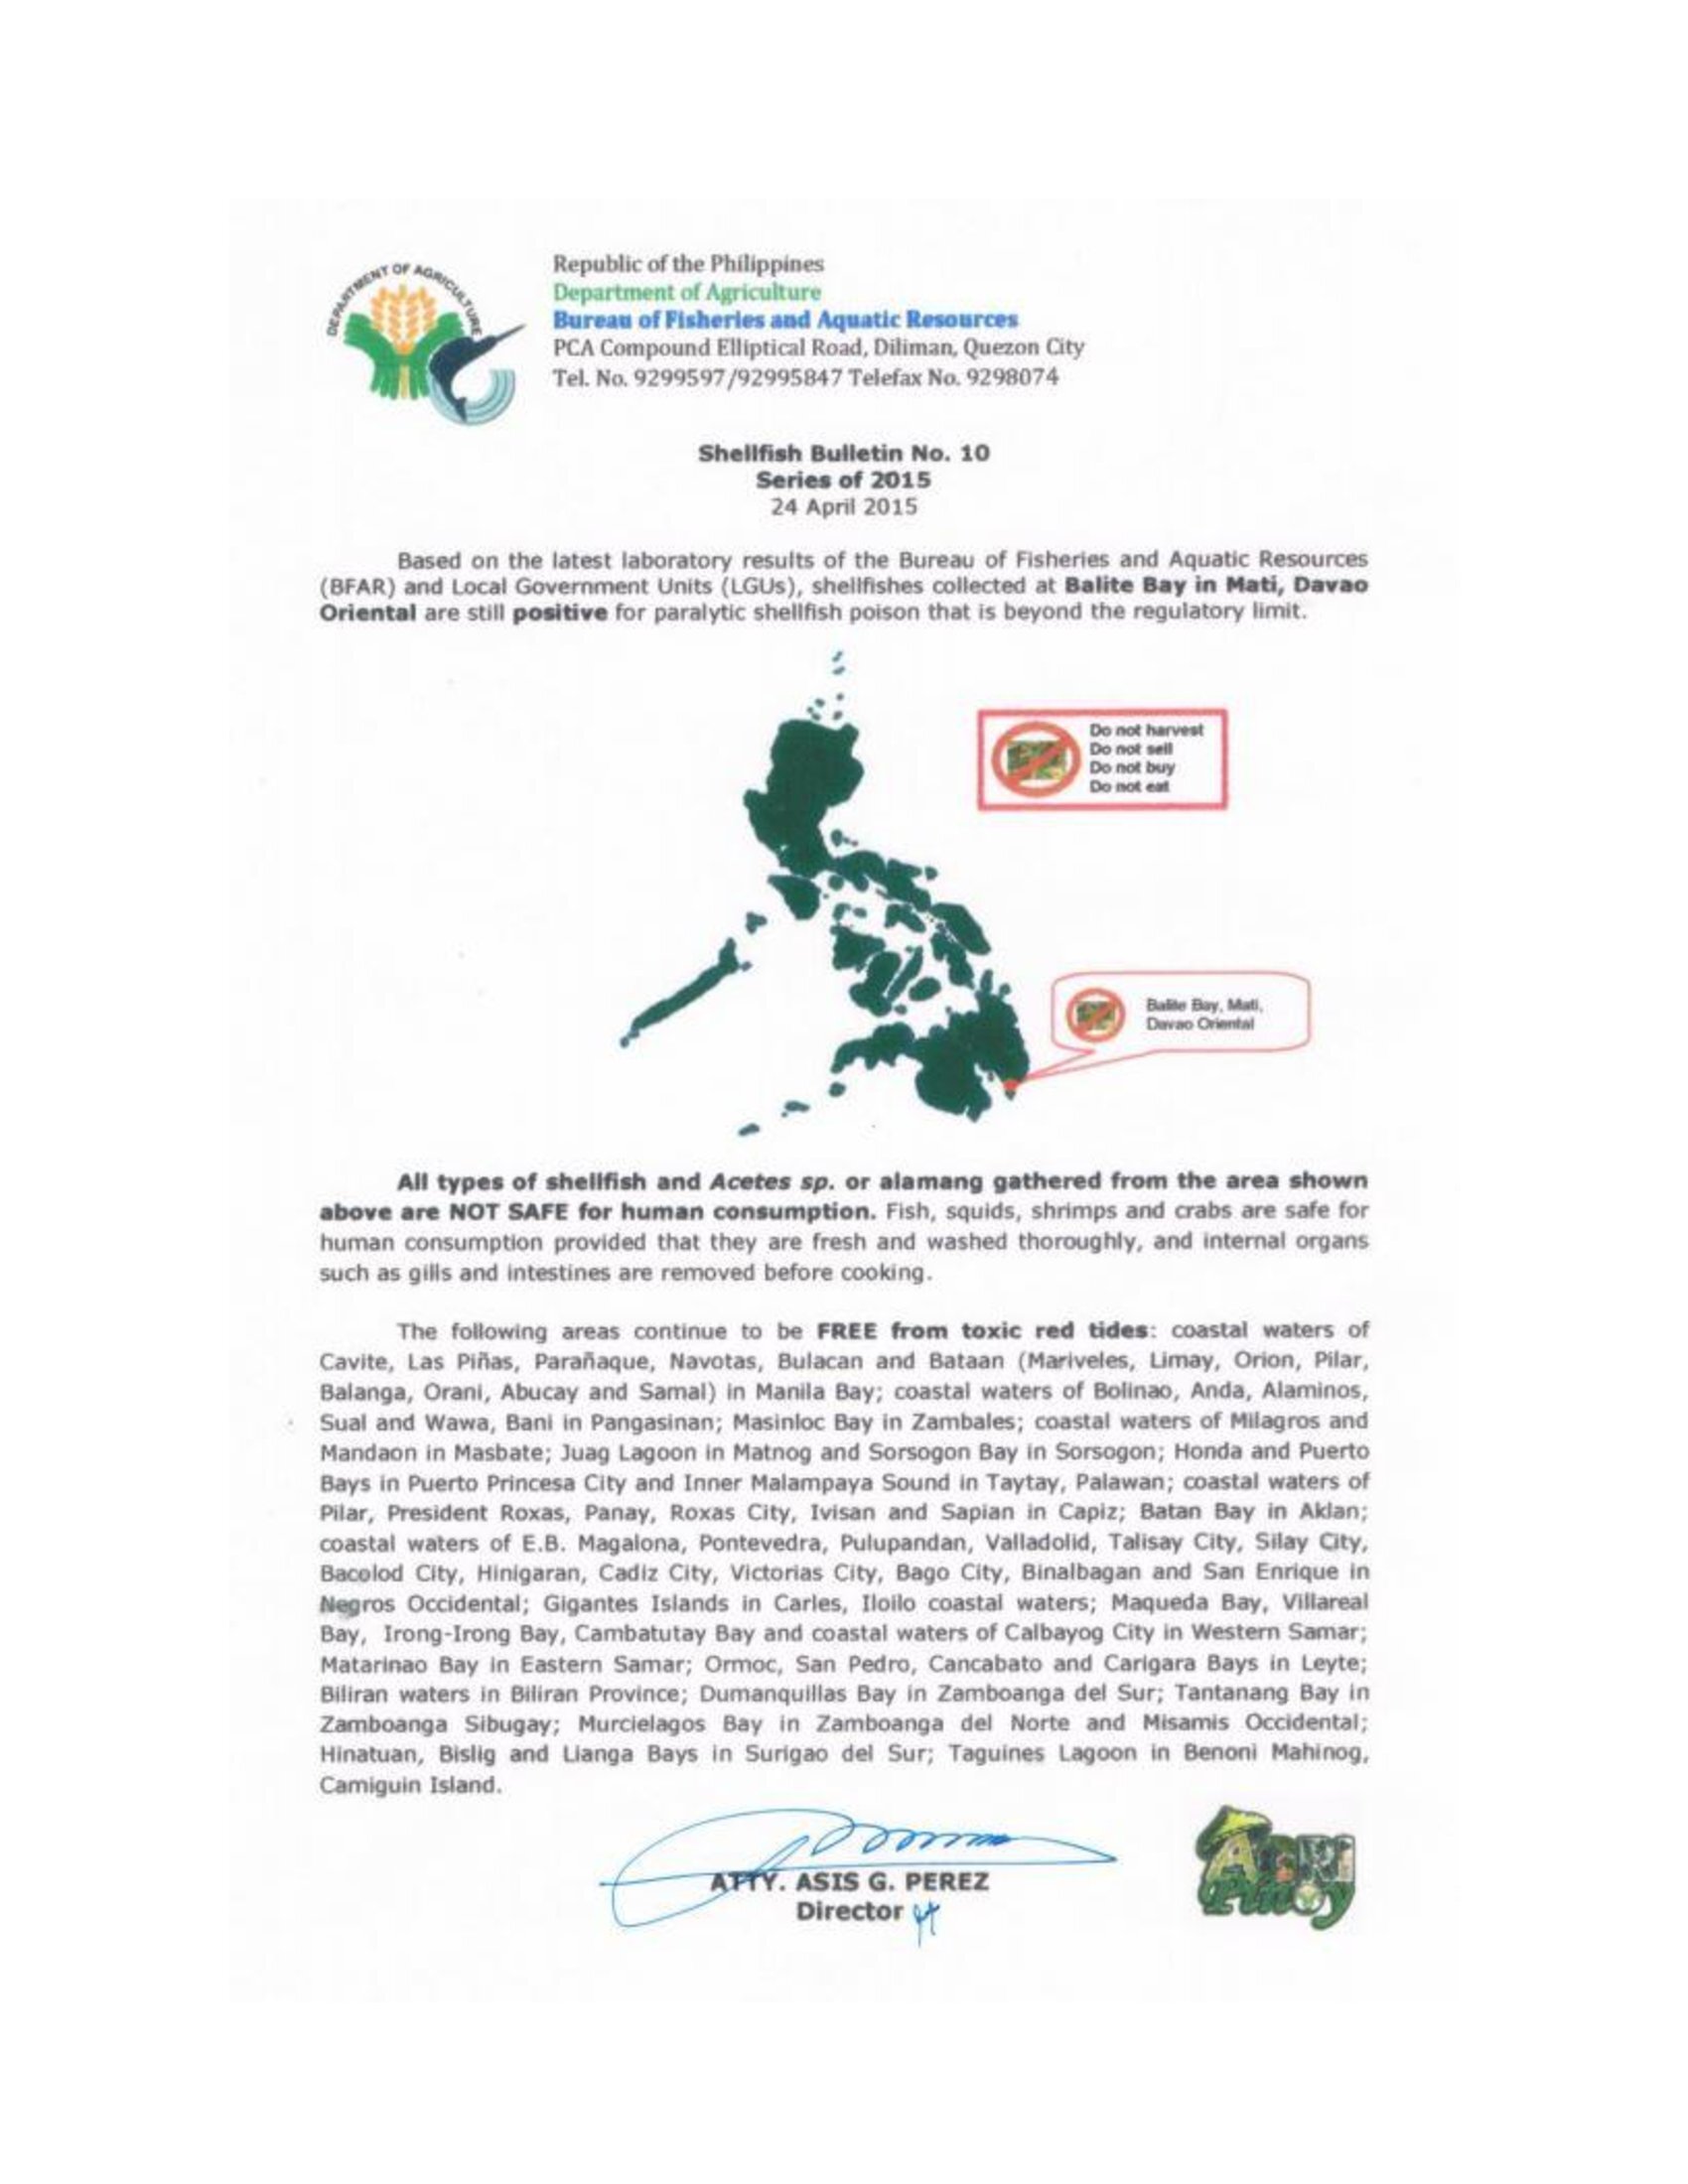 DEPARTMENT OF AGRICULTURE
Republic of the Philippines
Department of Agriculture
Bureau of Fisheries and Aquatic Resources
PCA Compound Elliptical Road, Diliman, Quezon City
Tel. No. 9299597/92995847 Telefax No. 9298074
Shellfish Bulletin No. 10
Series of 2015
24 April 2015
Based on the latest laboratory results of the Bureau of Fisheries and Aquatic Resources
(BFAR) and Local Government Units (LGUs), shellfishes collected at Balite Bay in Mati, Davao
Oriental are still positive for paralytic shellfish poison that is beyond the regulatory limit.
Do not harvest
Do not sell
Do not buy
Do not eat
Balite Bay, Mati,
Davao Oriental
All types of shellfish and Acetes sp. or alamang gathered from the area shown
above are NOT SAFE for human consumption. Fish, squids, shrimps and crabs are safe for
human consumption provided that they are fresh and washed thoroughly, and internal organs
such as gills and intestines are removed before cooking.
The following areas continue to be FREE from toxic red tides: coastal waters of
Cavite, Las Piñas, Parañaque, Navotas, Bulacan and Bataan (Mariveles, Limay, Orion, Pilar,
Balanga, Orani, Abucay and Samal) in Manila Bay; coastal waters of Bolinao, Anda, Alaminos,
Sual and Wawa, Bani in Pangasinan; Masinloc Bay in Zambales; coastal waters of Milagros and
Mandaon in Masbate; Juag Lagoon in Matnog and Sorsogon Bay in Sorsogon; Honda and Puerto
Bays in Puerto Princesa City and Inner Malampaya Sound in Taytay, Palawan; coastal waters of
Pilar, President Roxas, Panay, Roxas City, Ivisan and Sapian in Capiz; Batan Bay in Aklan;
coastal waters of E.B. Magalona, Pontevedra, Pulupandan, Valladolid, Talisay City, Silay City,
Bacolod City, Hinigaran, Cadiz City, Victorias City, Bago City, Binalbagan and San Enrique in
Negros Occidental; Gigantes Islands in Carles, Iloilo coastal waters; Maqueda Bay, Villareal
Bay, Irong-Irong Bay, Cambatutay Bay and coastal waters of Calbayog City in Western Samar;
Matarinao Bay in Eastern Samar; Ormoc, San Pedro, Cancabato and Carigara Bays in Leyte;
Biliran waters in Biliran Province; Dumanquillas Bay in Zamboanga del Sur; Tantanang Bay in
Zamboanga Sibugay; Murcielagos Bay in Zamboanga del Norte and Misamis Occidental;
Hinatuan, Bislig and Lianga Bays in Surigao del Sur; Taguines Lagoon in Benoni Mahinog,
Camiguin Island.
ATTY. ASIS G. PEREZ
Director
AGRI
Pinoy